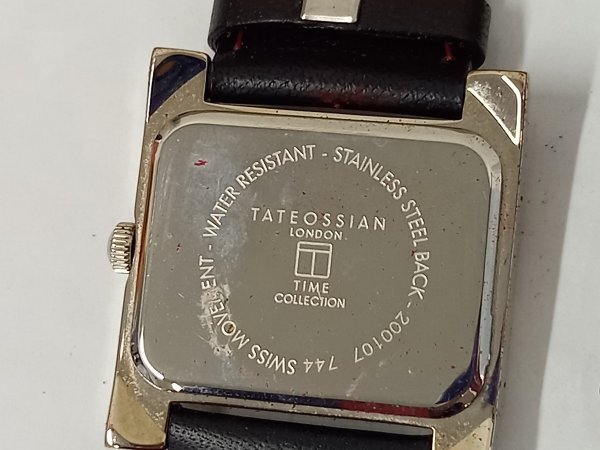 TATEOSSIAN
LONDON
TIME
COLLECTION
744 SWISS MOVEMENT - WATER RESISTANT - STAINLESS STEEL BACK - 200107